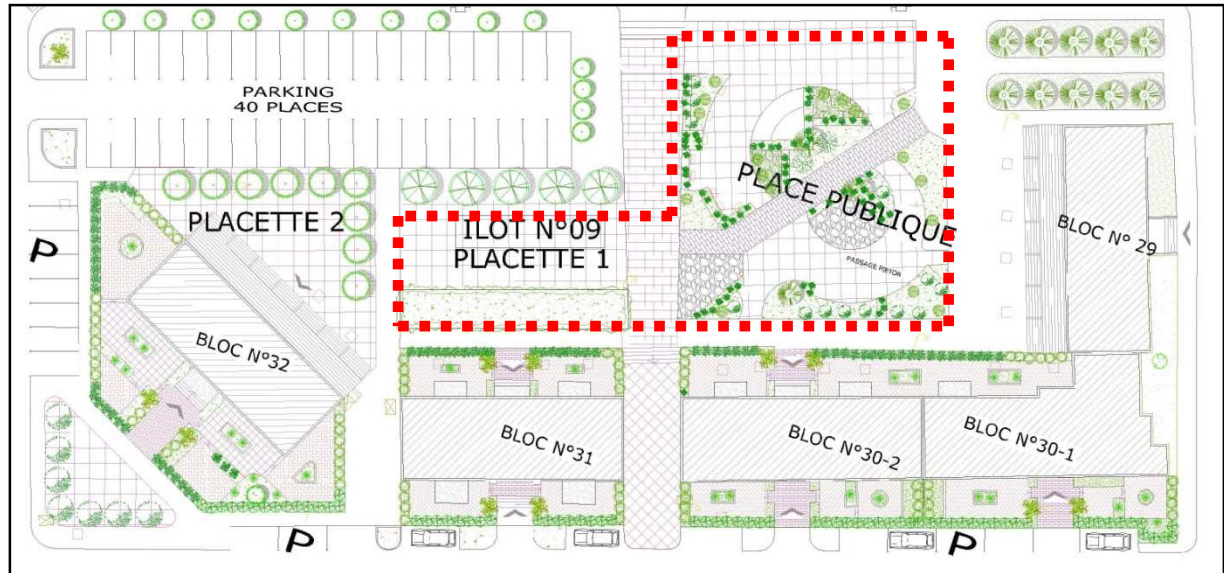 PARKING
40 PLACES
PLACETTE 2
ILOT N°09
PLACETTE 1
PLACE PUBLIQUE
PASSAGE PIETON
BLOC N° 29
P
BLOC N°32
BLOC N°31
BLOC N°30-2
BLOC N°30-1
P
P